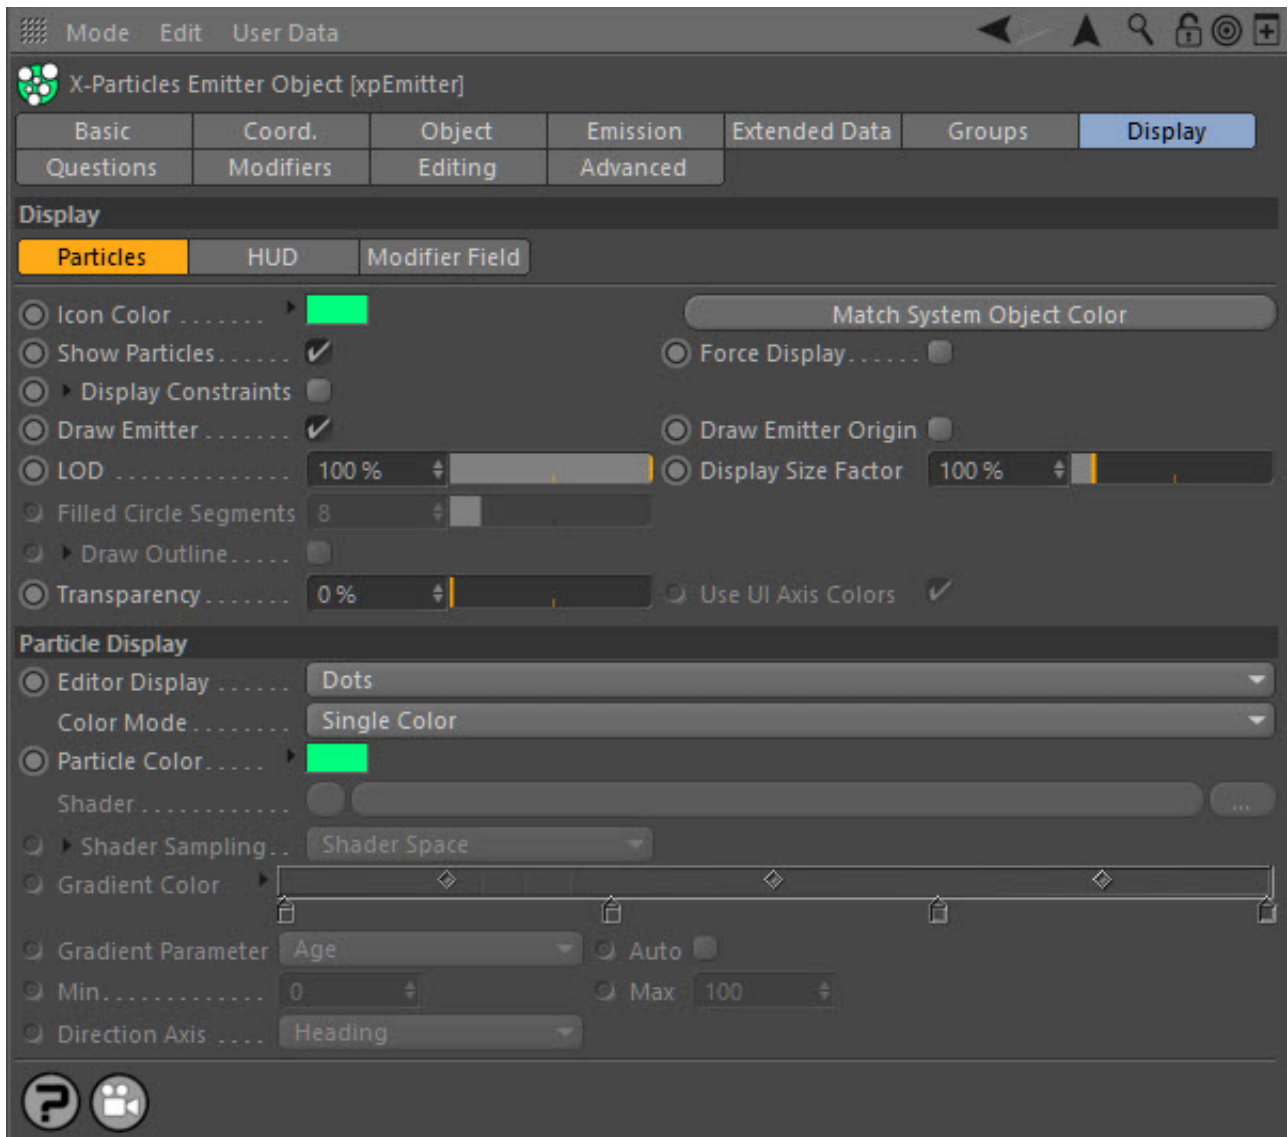 Mode Edit User Data
X-Particles Emitter Object [xpEmitter]
Basic Coord. Object Emission Extended Data Groups Display
Questions Modifiers Editing Advanced
Display
Particles HUD Modifier Field
Icon Color . . . . . . . Match System Object Color
Show Particles. . . . . . Force Display. . . . . .
Display Constraints
Draw Emitter . . . . . . . Draw Emitter Origin
LOD . . . . . . . . . . . . . . 100 % Display Size Factor 100 %
Filled Circle Segments 8
Draw Outline. . . . .
Transparency . . . . . . . 0 % Use UI Axis Colors
Particle Display
Editor Display . . . . . . Dots
Color Mode . . . . . . . . Single Color
Particle Color. . . . .
Shader . . . . . . . . . . . . ...
Shader Sampling. . Shader Space
Gradient Color
Gradient Parameter Age Auto
Min. . . . . . . . . . . . . 0 Max 100
Direction Axis . . . . Heading
?